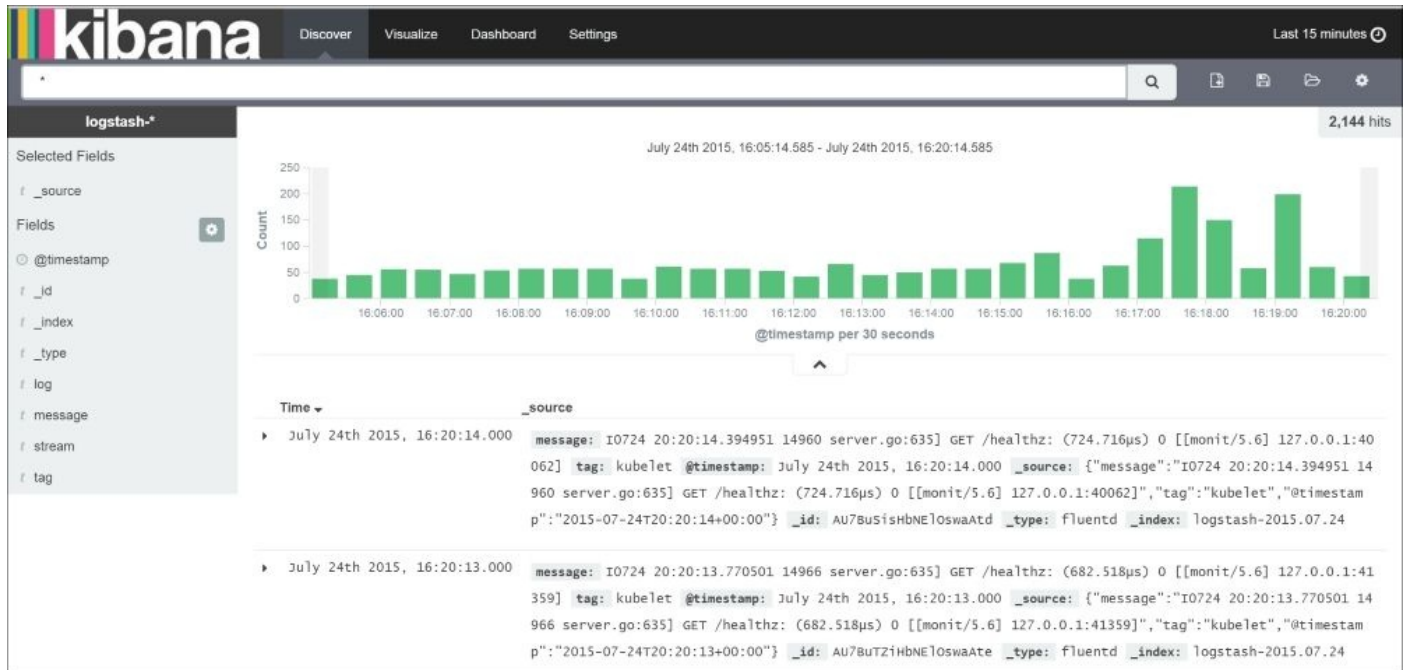 kibana Discover Visualize Dashboard Settings Last 15 minutes
*
logstash-*
2,144 hits
Selected Fields
t _source
Fields
@timestamp
t _id
t _index
t _type
t log
t message
t stream
t tag
July 24th 2015, 16:05:14.585 - July 24th 2015, 16:20:14.585
Count
250
200
150
100
50
0
16:06:00 16:07:00 16:08:00 16:09:00 16:10:00 16:11:00 16:12:00 16:13:00 16:14:00 16:15:00 16:16:00 16:17:00 16:18:00 16:19:00 16:20:00
@timestamp per 30 seconds
Time _source
July 24th 2015, 16:20:14.000 message: I0724 20:20:14.394951 14960 server.go:635] GET /healthz: (724.716µs) 0 [[monit/5.6] 127.0.0.1:40
062] tag: kubelet @timestamp: July 24th 2015, 16:20:14.000 _source: {"message":"I0724 20:20:14.394951 14
960 server.go:635] GET /healthz: (724.716µs) 0 [[monit/5.6] 127.0.0.1:40062]","tag":"kubelet","@timestam
p":"2015-07-24T20:20:14+00:00"} _id: AU7BuSisHbNElOswaAtd _type: fluentd _index: logstash-2015.07.24
July 24th 2015, 16:20:13.000 message: I0724 20:20:13.770501 14966 server.go:635] GET /healthz: (682.518µs) 0 [[monit/5.6] 127.0.0.1:41
359] tag: kubelet @timestamp: July 24th 2015, 16:20:13.000 _source: {"message":"I0724 20:20:13.770501 14
966 server.go:635] GET /healthz: (682.518µs) 0 [[monit/5.6] 127.0.0.1:41359]","tag":"kubelet","@timestam
p":"2015-07-24T20:20:13+00:00"} _id: AU7BuTZiHbNElOswaAte _type: fluentd _index: logstash-2015.07.24